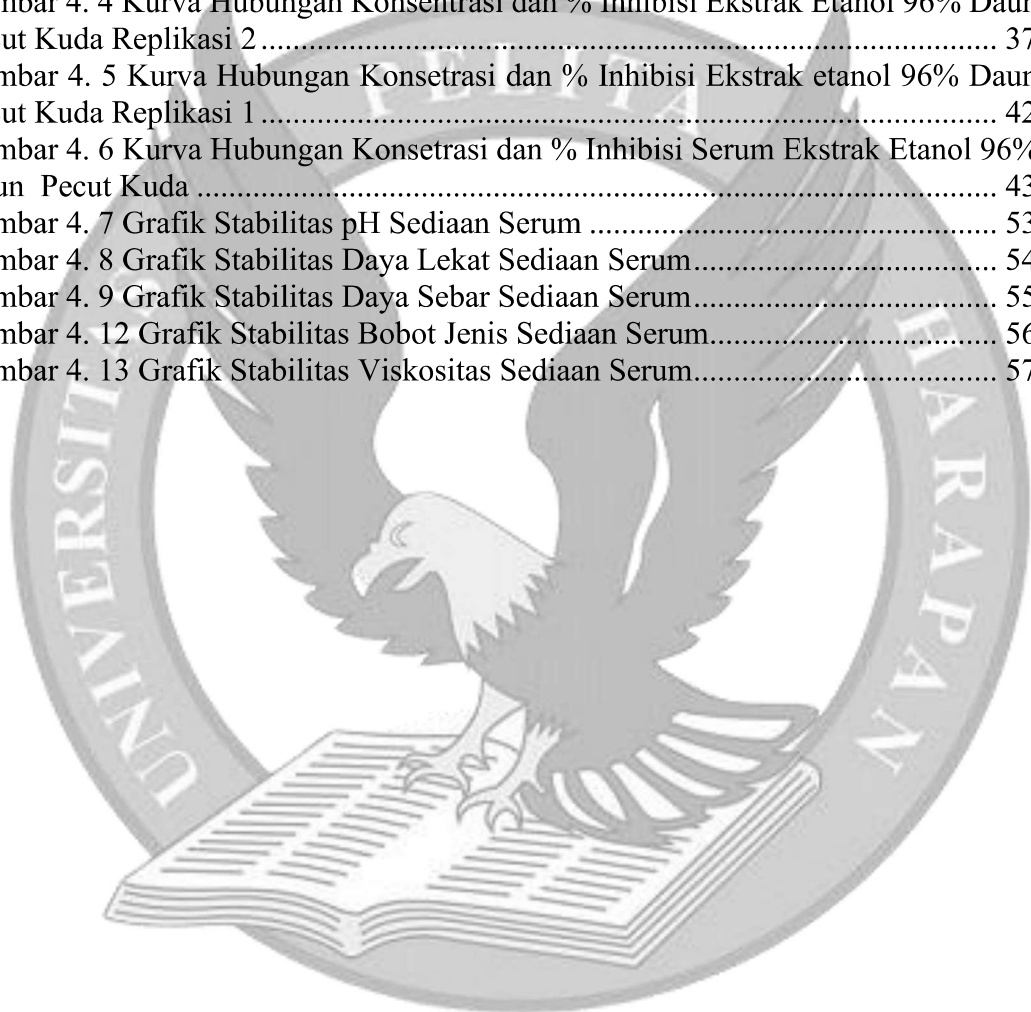 mbar 4. 4 Kurva Hubungan Konsentrasi dan % Inhibisi Ekstrak Etanol 96% Daun
ut Kuda Replikasi 2 ........................................................................................... 37
mbar 4. 5 Kurva Hubungan Konsetrasi dan % Inhibisi Ekstrak etanol 96% Daun
ut Kuda Replikasi 1 ........................................................................................... 42
mbar 4. 6 Kurva Hubungan Konsetrasi dan % Inhibisi Serum Ekstrak Etanol 96%
un  Pecut Kuda ................................................................................................... 43
mbar 4. 7 Grafik Stabilitas pH Sediaan Serum .................................................. 53
mbar 4. 8 Grafik Stabilitas Daya Lekat Sediaan Serum..................................... 54
mbar 4. 9 Grafik Stabilitas Daya Sebar Sediaan Serum..................................... 55
mbar 4. 12 Grafik Stabilitas Bobot Jenis Sediaan Serum................................... 56
mbar 4. 13 Grafik Stabilitas Viskositas Sediaan Serum..................................... 57
UNIVERSIT S PELITA HARAPAN